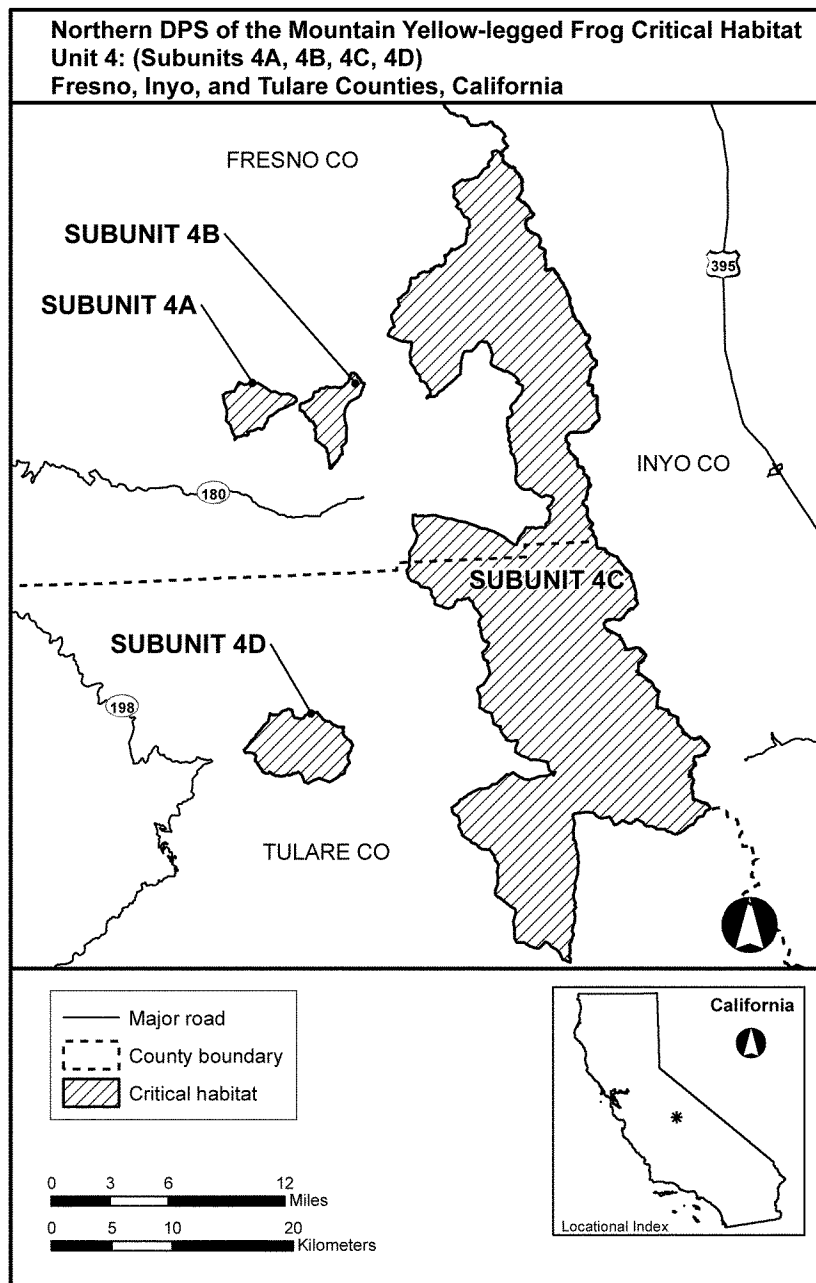 Northern DPS of the Mountain Yellow-legged Frog Critical Habitat
Unit 4: (Subunits 4A, 4B, 4C, 4D)
Fresno, Inyo, and Tulare Counties, California
FRESNO CO
SUBUNIT 4B
395
SUBUNIT 4A
INYO CO
180
SUBUNIT 4C
SUBUNIT 4D
198
TULARE CO
Major road
County boundary
Critical habitat
0 3 6 12
Miles
0 5 10 20
Kilometers
California
Locational Index